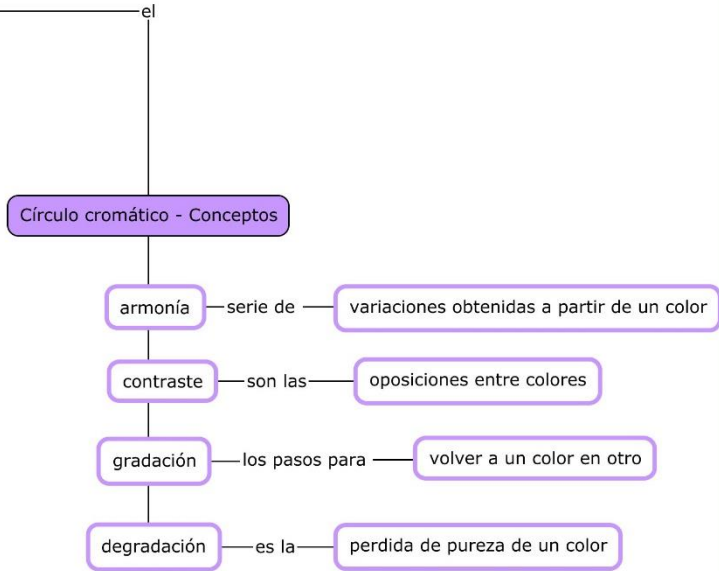 el
Círculo cromático - Conceptos
armonía serie de variaciones obtenidas a partir de un color
contraste son las oposiciones entre colores
gradación los pasos para volver a un color en otro
degradación es la perdida de pureza de un color